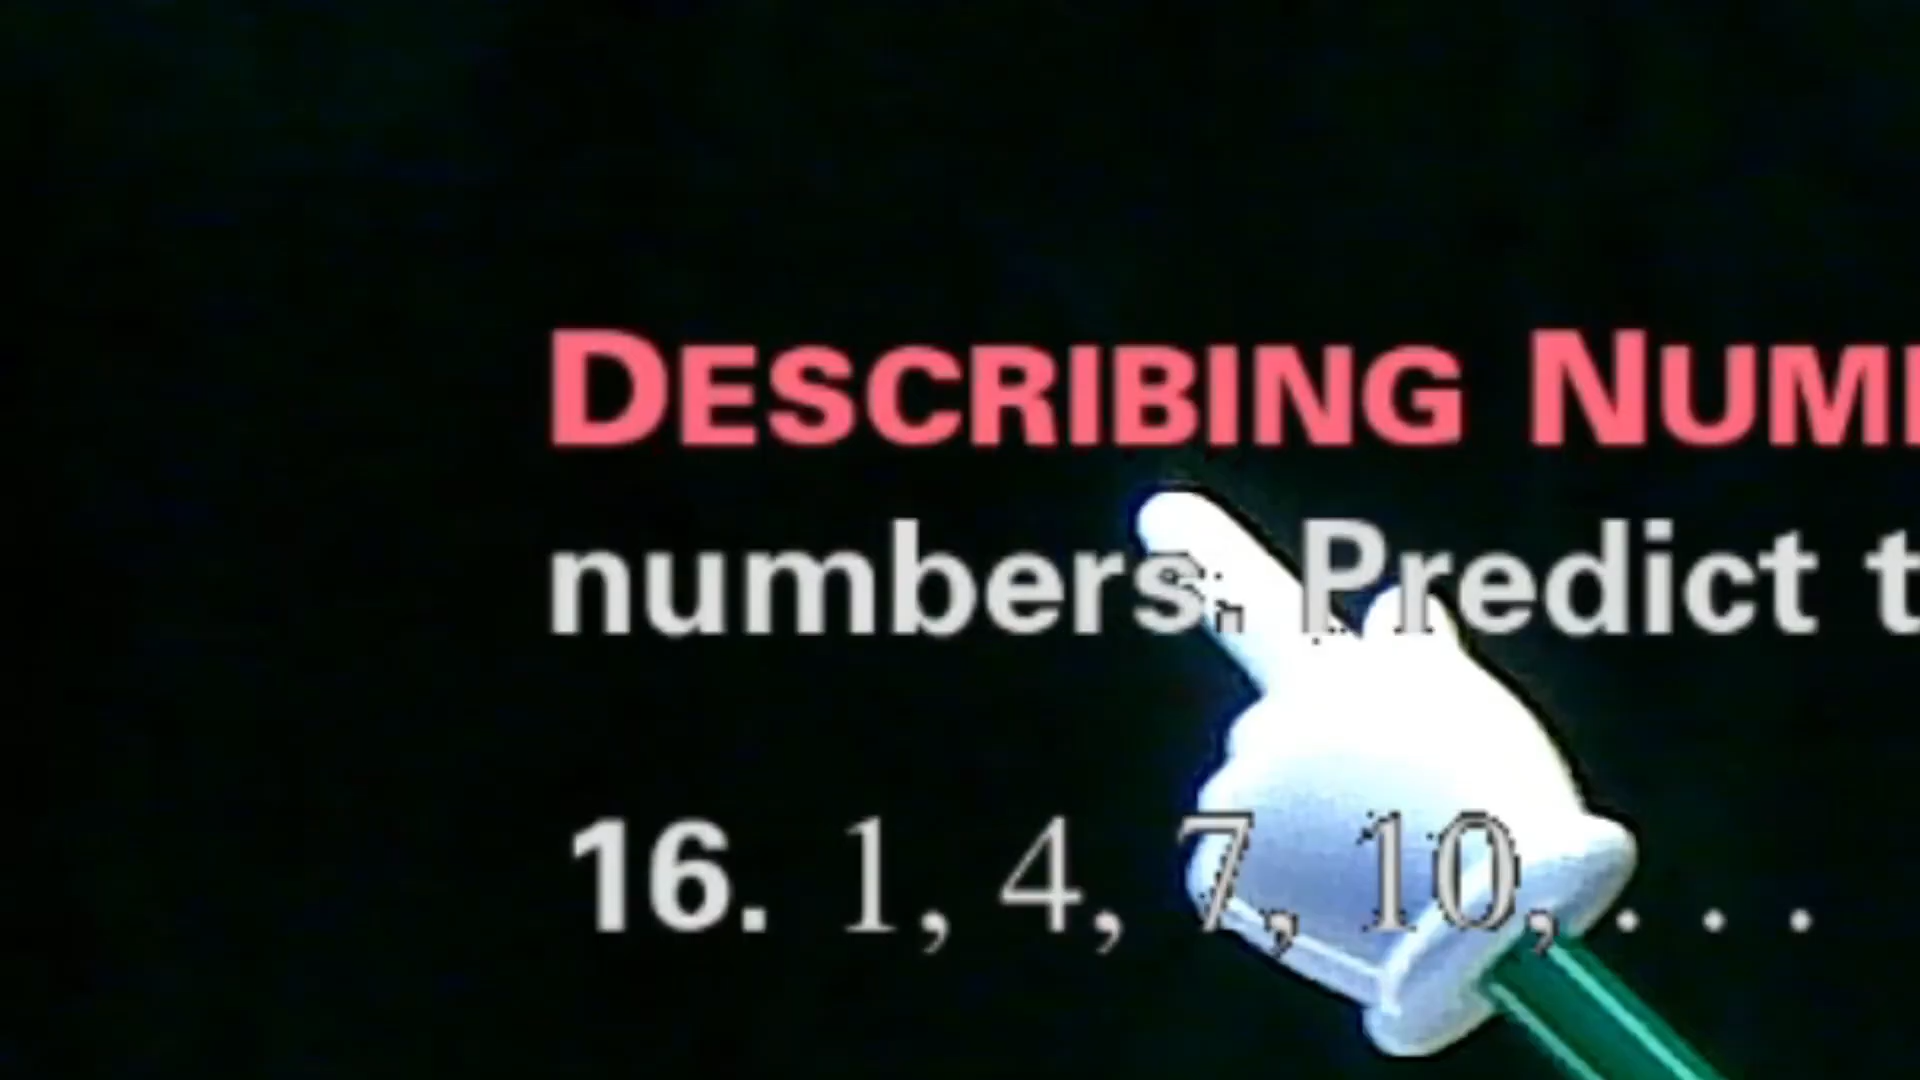 DESCRIBING NUM
numbers. Predict t
16. 1, 4, 7, 10, . . .